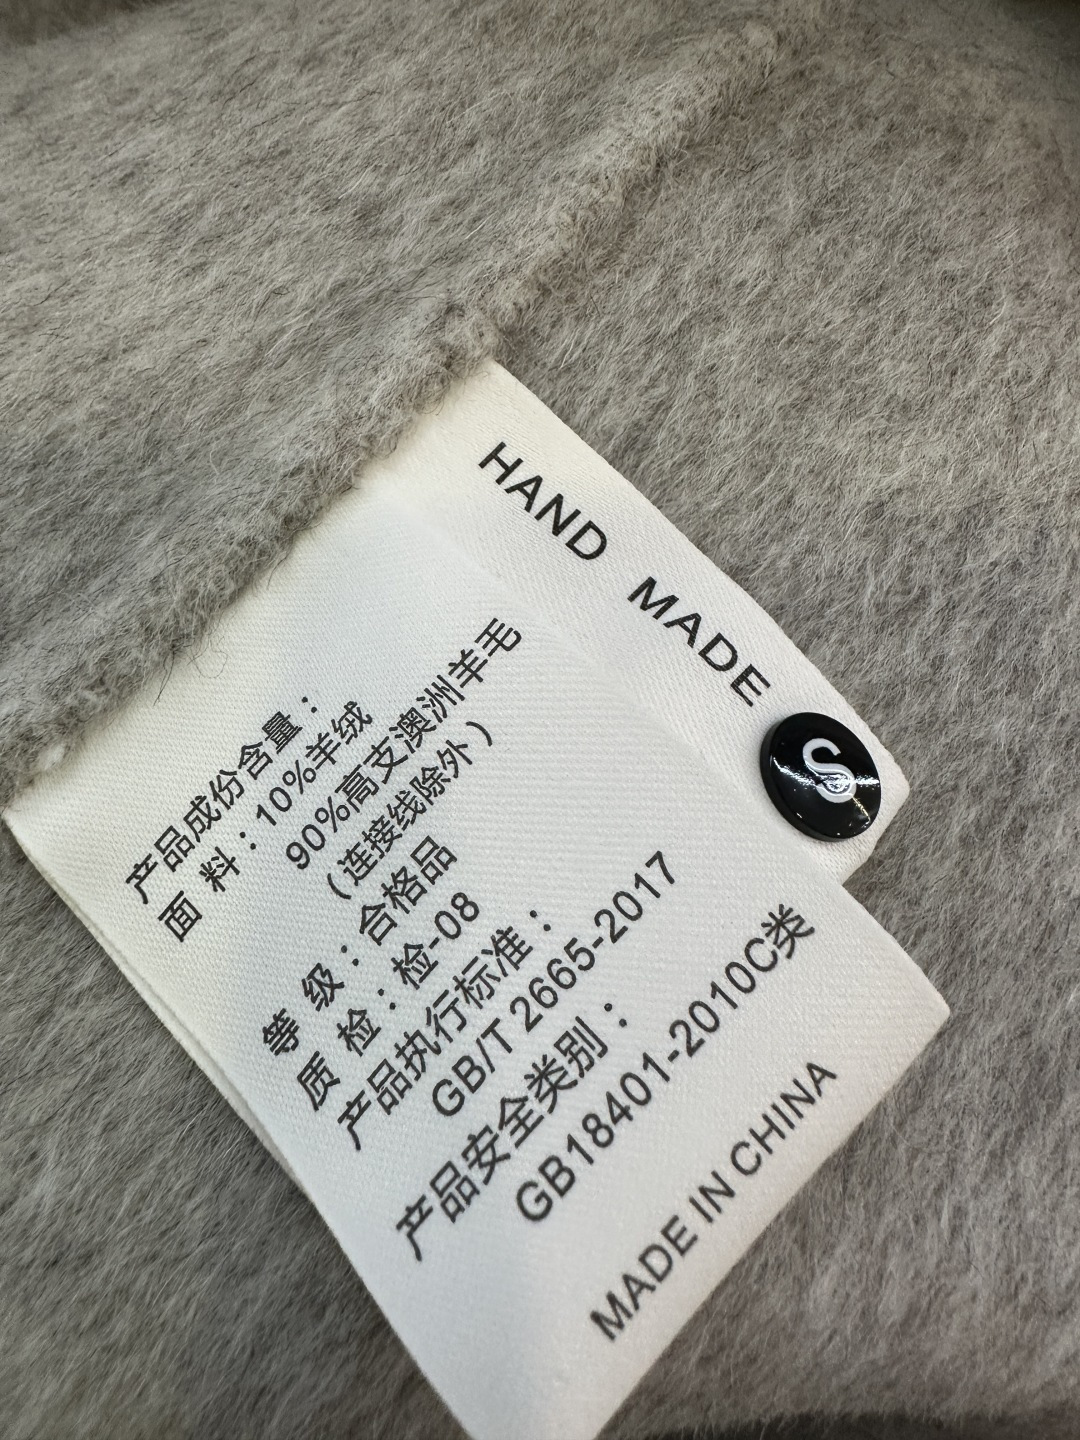 HAND MADE
S
产品成份含量：
面 料：10%羊绒
90%高支澳洲羊毛
（连接线除外）
等 级：合格品
质 检：检-08
产品执行标准：
GB/T 2665-2017
产品安全类别：
GB18401-2010C类
MADE IN CHINA